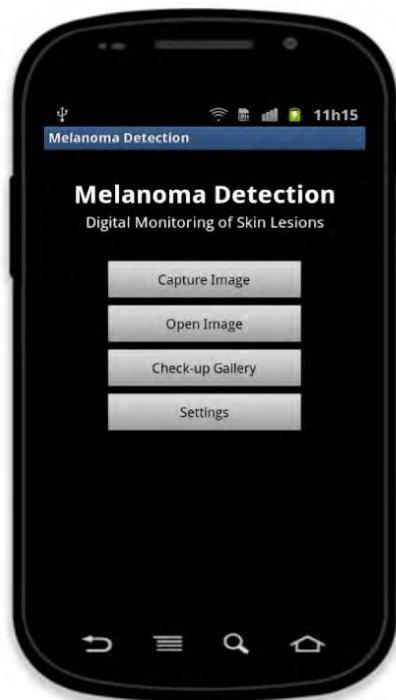 11h15
Melanoma Detection
Melanoma Detection
Digital Monitoring of Skin Lesions
Capture Image
Open Image
Check-up Gallery
Settings